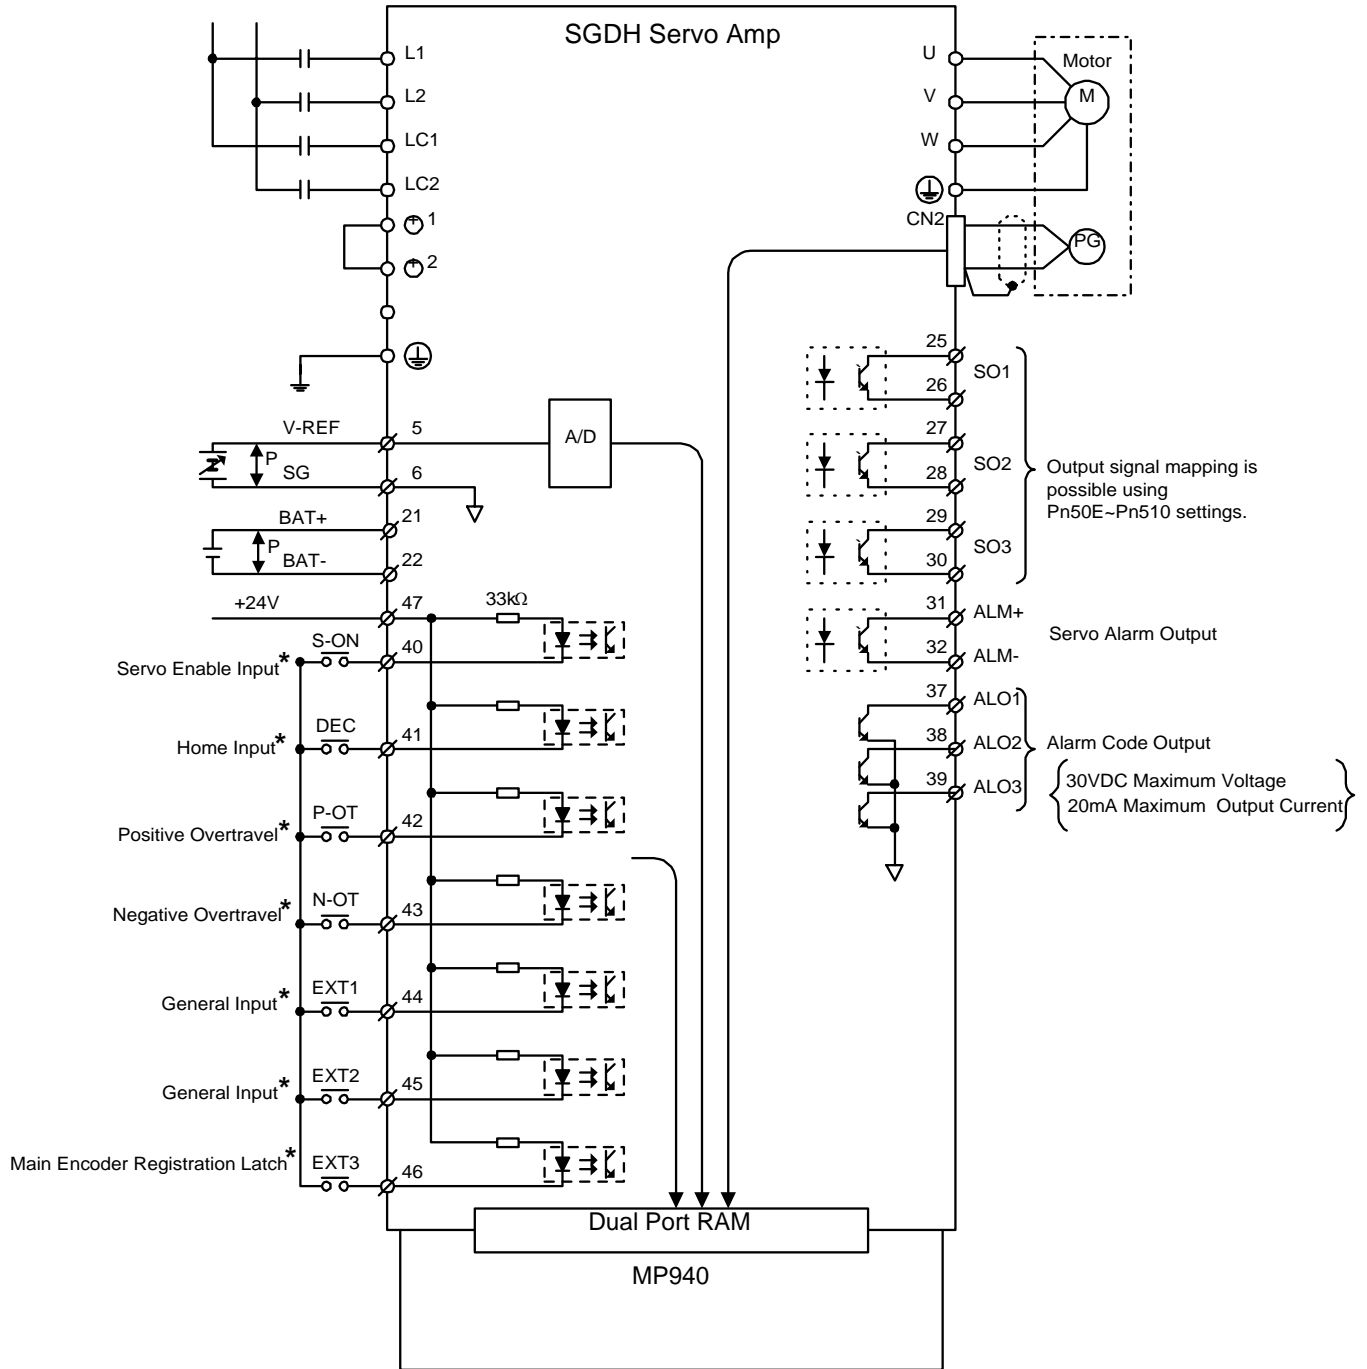 SGDH Servo Amp
L1
L2
LC1
LC2
+ 1
+ 2
U
V
W
CN2
Motor
M
PG
V-REF
5
P
SG
6
A/D
BAT+
21
P
BAT-
22
+24V
47
33kΩ
Servo Enable Input*
S-ON
40
Home Input*
DEC
41
Positive Overtravel*
P-OT
42
Negative Overtravel*
N-OT
43
General Input*
EXT1
44
General Input*
EXT2
45
Main Encoder Registration Latch*
EXT3
46
25
SO1
26
27
SO2
28
29
SO3
30
Output signal mapping is
possible using
Pn50E~Pn510 settings.
31
ALM+
32
ALM-
Servo Alarm Output
37
ALO1
38
ALO2
39
ALO3
Alarm Code Output
30VDC Maximum Voltage
20mA Maximum Output Current
Dual Port RAM
MP940